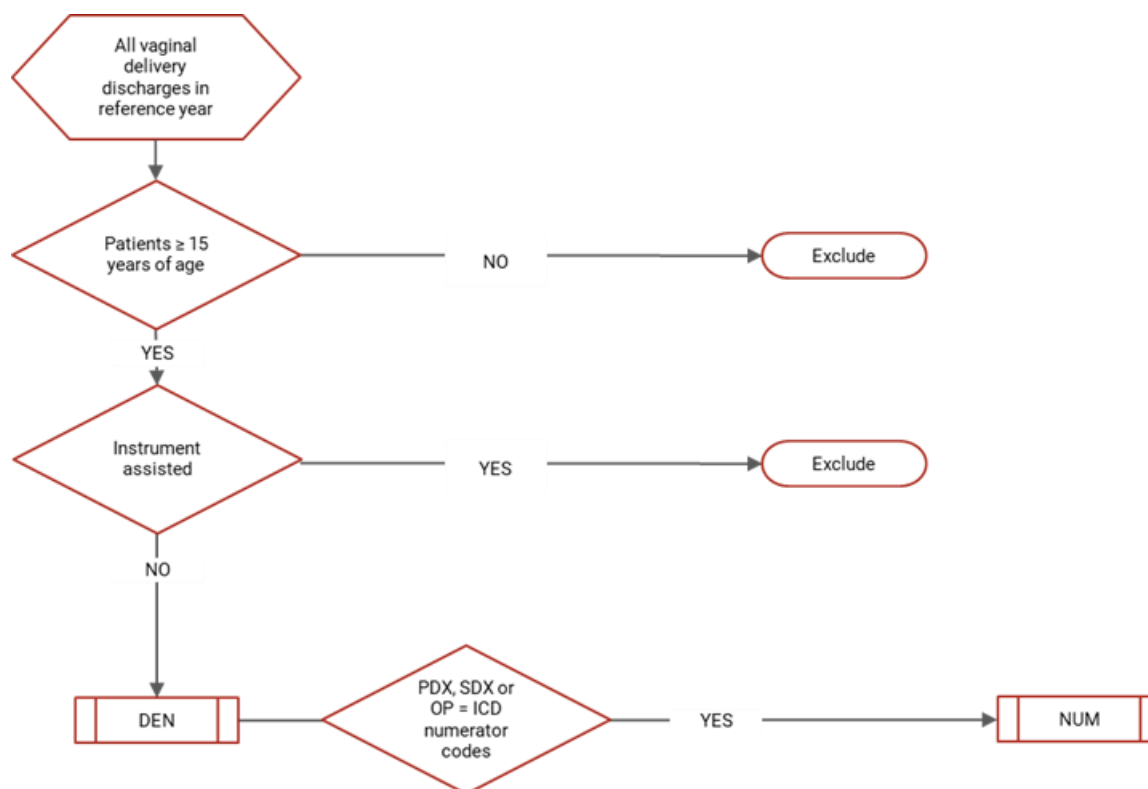 All vaginal
delivery
discharges in
reference year
Patients ≥ 15
years of age
NO
Exclude
YES
Instrument
assisted
YES
Exclude
NO
DEN
PDX, SDX or
OP = ICD
numerator
codes
YES
NUM